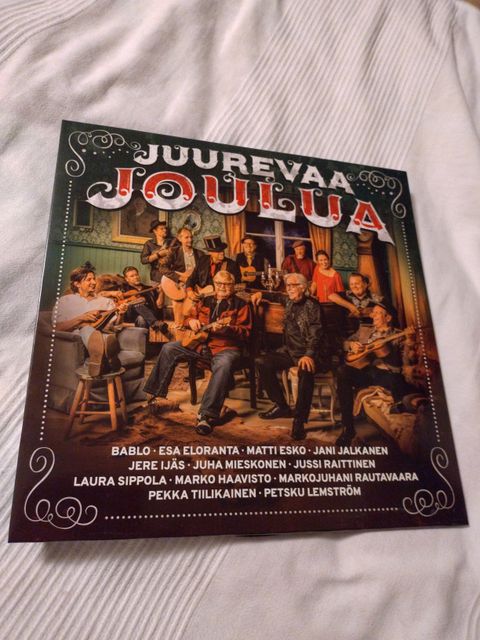 JUUREVAA
JOULUA
BABLO · ESA ELORANTA · MATTI ESKO · JANI JALKANEN
JERE IJÄS · JUHA MIESKONEN · JUSSI RAITTINEN
LAURA SIPPOLA · MARKO HAAVISTO · MARKOJUHANI RAUTAVAARA
PEKKA TIILIKAINEN · PETSKU LEMSTRÖM